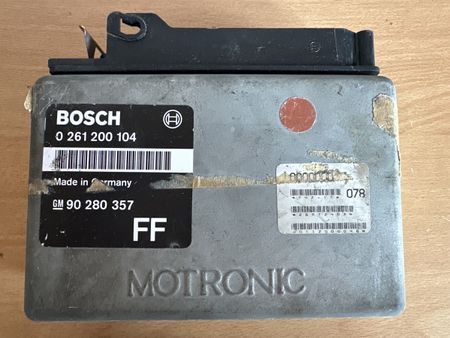 BOSCH
0 261 200 104
Made in Germany
GM 90 280 357
FF
078
MOTRONIC